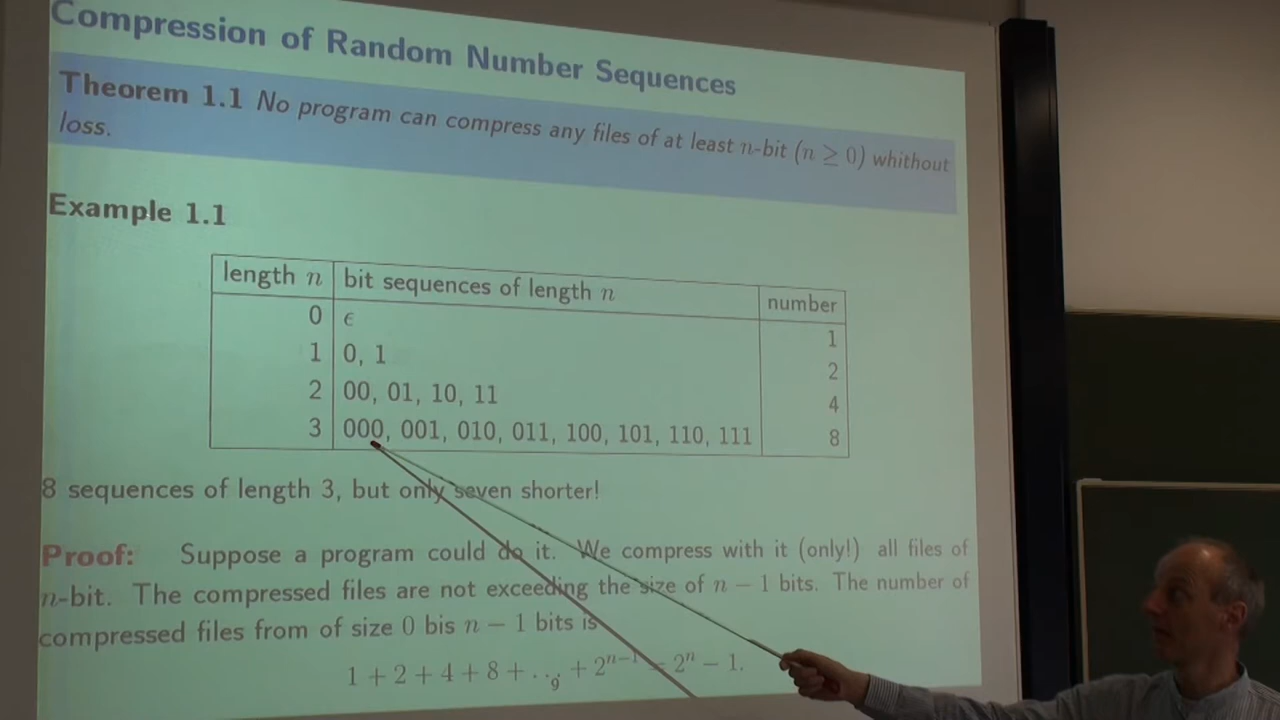 Compression of Random Number Sequences
Theorem 1.1 No program can compress any files of at least n-bit (n ≥ 0) whithout
loss.
Example 1.1
length n bit sequences of length n number
0 ϵ 1
1 0, 1 2
2 00, 01, 10, 11 4
3 000, 001, 010, 011, 100, 101, 110, 111 8
8 sequences of length 3, but only seven shorter!
Proof: Suppose a program could do it. We compress with it (only!) all files of
n-bit. The compressed files are not exceeding the size of n − 1 bits. The number of
compressed files from of size 0 bis n − 1 bits is
1 + 2 + 4 + 8 + ... + 2^{n−1} = 2^n − 1.
9